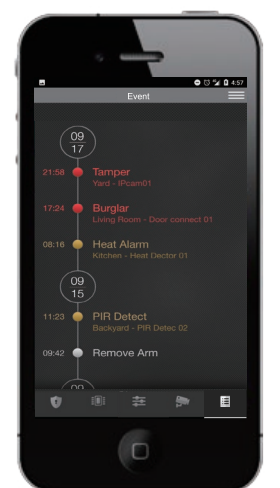 4:57
Event
09
17
21:58 Tamper
Yard - IPcam01
17:24 Burglar
Living Room - Door connect 01
08:16 Heat Alarm
Kitchen - Heat Dector 01
09
15
11:23 PIR Detect
Backyard - PIR Detec 02
09:42 Remove Arm
09